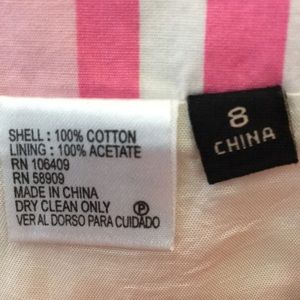 SHELL : 100% COTTON
LINING : 100% ACETATE
RN 106409
RN 58909
MADE IN CHINA
DRY CLEAN ONLY
VER AL DORSO PARA CUIDADO
P
8
CHINA